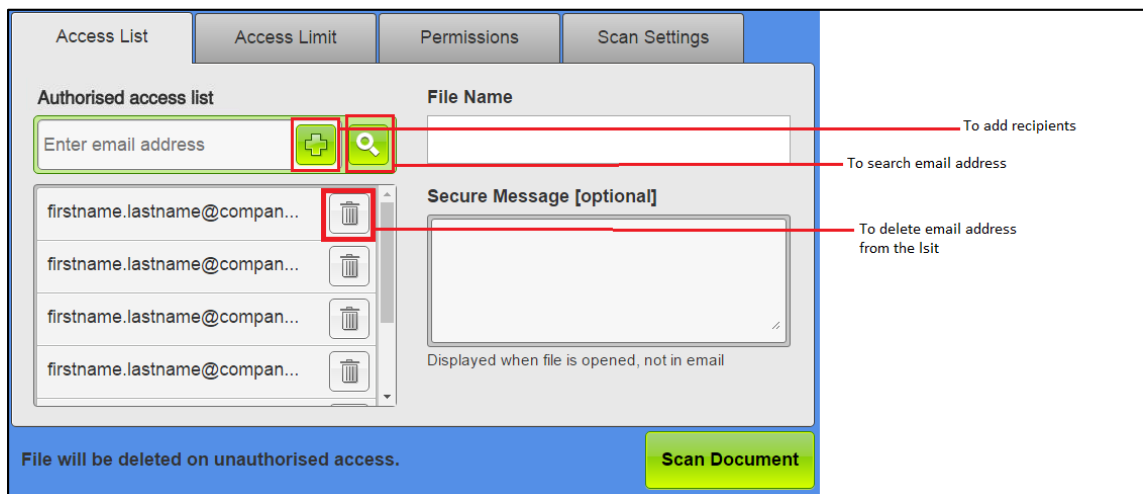 Access List
Access Limit
Permissions
Scan Settings
Authorised access list
Enter email address
firstname.lastname@compan...
firstname.lastname@compan...
firstname.lastname@compan...
firstname.lastname@compan...
File Name
Secure Message [optional]
Displayed when file is opened, not in email
To add recipients
To search email address
To delete email address
from the lsit
File will be deleted on unauthorised access.
Scan Document